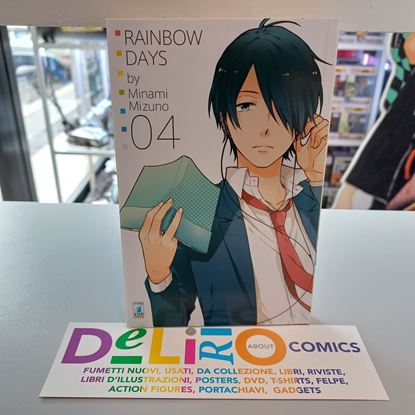 RAINBOW
DAYS
by
Minami
Mizuno
04
DeLiRiO
ABOUT
COMICS
FUMETTI NUOVI, USATI, DA COLLEZIONE, LIBRI, RIVISTE,
LIBRI D'ILLUSTRAZIONI, POSTERS, DVD, T-SHIRTS, FELPE,
ACTION FIGURES, PORTACHIAVI, GADGETS